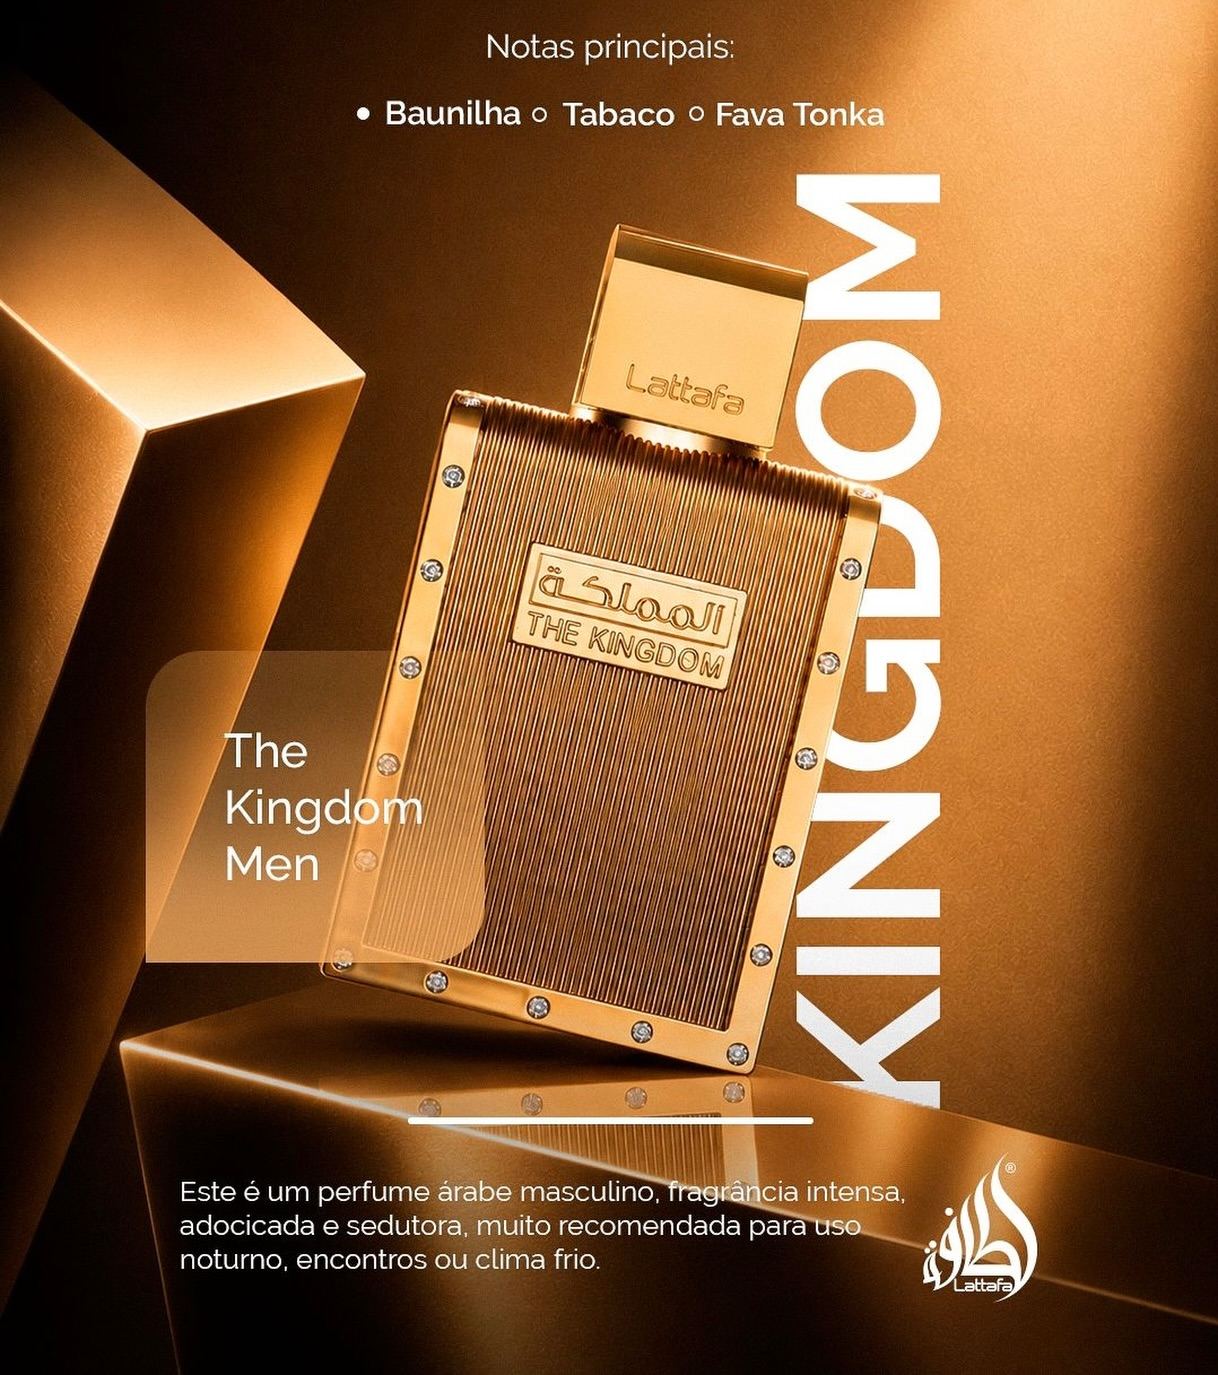 Notas principais:
Baunilha Tabaco Fava Tonka
KINGDOM
Lattafa
المملكة
THE KINGDOM
The
Kingdom
Men
Este é um perfume árabe masculino, fragrância intensa,
adocicada e sedutora, muito recomendada para uso
noturno, encontros ou clima frio.
®
لطافة
Lattafa